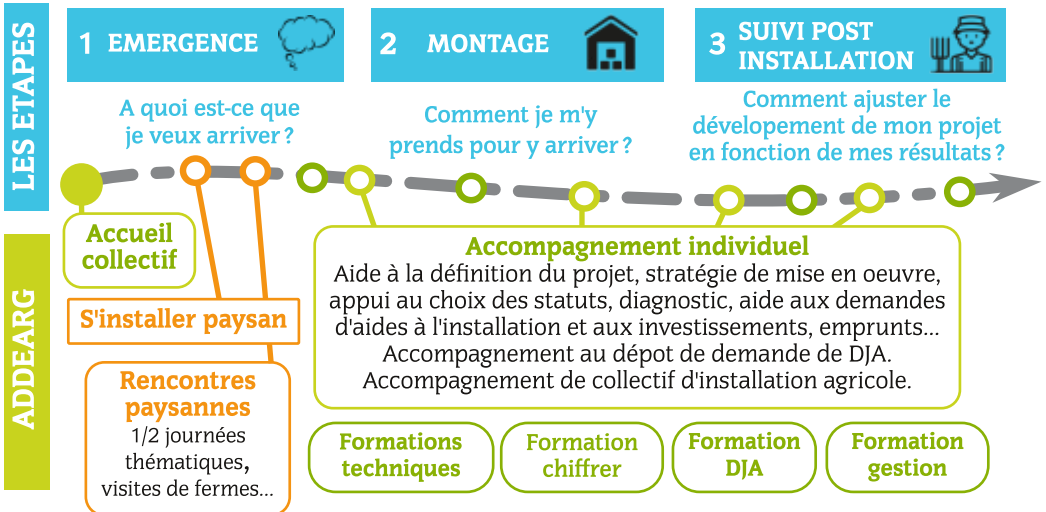 LES ETAPES
1 EMERGENCE
2 MONTAGE
3 SUIVI POST
INSTALLATION
A quoi est-ce que
je veux arriver ?
Comment je m'y
prends pour y arriver ?
Comment ajuster le
dévelopement de mon projet
en fonction de mes résultats ?
ADDEARG
Accueil
collectif
S'installer paysan
Rencontres
paysannes
1/2 journées
thématiques,
visites de fermes...
Accompagnement individuel
Aide à la définition du projet, stratégie de mise en oeuvre,
appui au choix des statuts, diagnostic, aide aux demandes
d'aides à l'installation et aux investissements, emprunts...
Accompagnement au dépot de demande de DJA.
Accompagnement de collectif d'installation agricole.
Formations
techniques
Formation
chiffrer
Formation
DJA
Formation
gestion